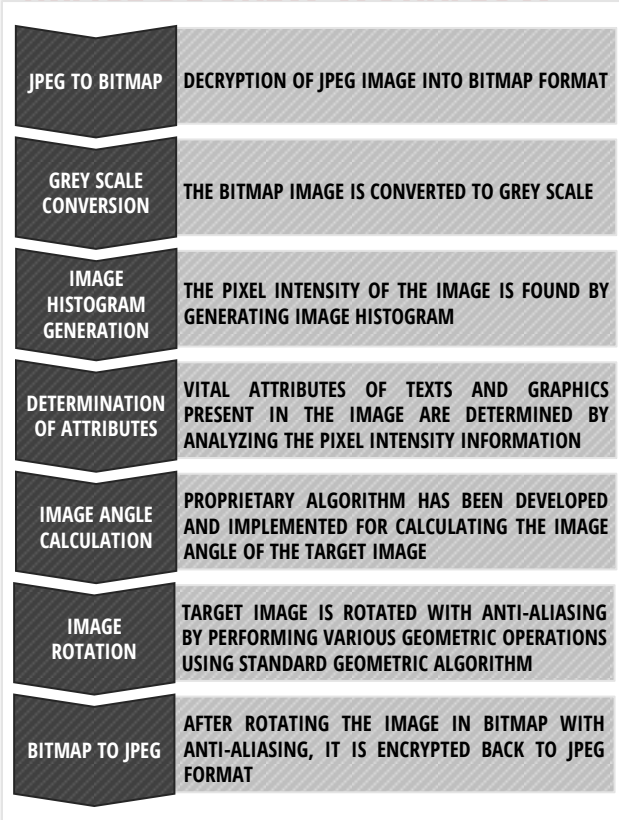 JPEG TO BITMAP
DECRYPTION OF JPEG IMAGE INTO BITMAP FORMAT
GREY SCALE
CONVERSION
THE BITMAP IMAGE IS CONVERTED TO GREY SCALE
IMAGE
HISTOGRAM
GENERATION
THE PIXEL INTENSITY OF THE IMAGE IS FOUND BY
GENERATING IMAGE HISTOGRAM
DETERMINATION
OF ATTRIBUTES
VITAL ATTRIBUTES OF TEXTS AND GRAPHICS
PRESENT IN THE IMAGE ARE DETERMINED BY
ANALYZING THE PIXEL INTENSITY INFORMATION
IMAGE ANGLE
CALCULATION
PROPRIETARY ALGORITHM HAS BEEN DEVELOPED
AND IMPLEMENTED FOR CALCULATING THE IMAGE
ANGLE OF THE TARGET IMAGE
IMAGE
ROTATION
TARGET IMAGE IS ROTATED WITH ANTI-ALIASING
BY PERFORMING VARIOUS GEOMETRIC OPERATIONS
USING STANDARD GEOMETRIC ALGORITHM
BITMAP TO JPEG
AFTER ROTATING THE IMAGE IN BITMAP WITH
ANTI-ALIASING, IT IS ENCRYPTED BACK TO JPEG
FORMAT